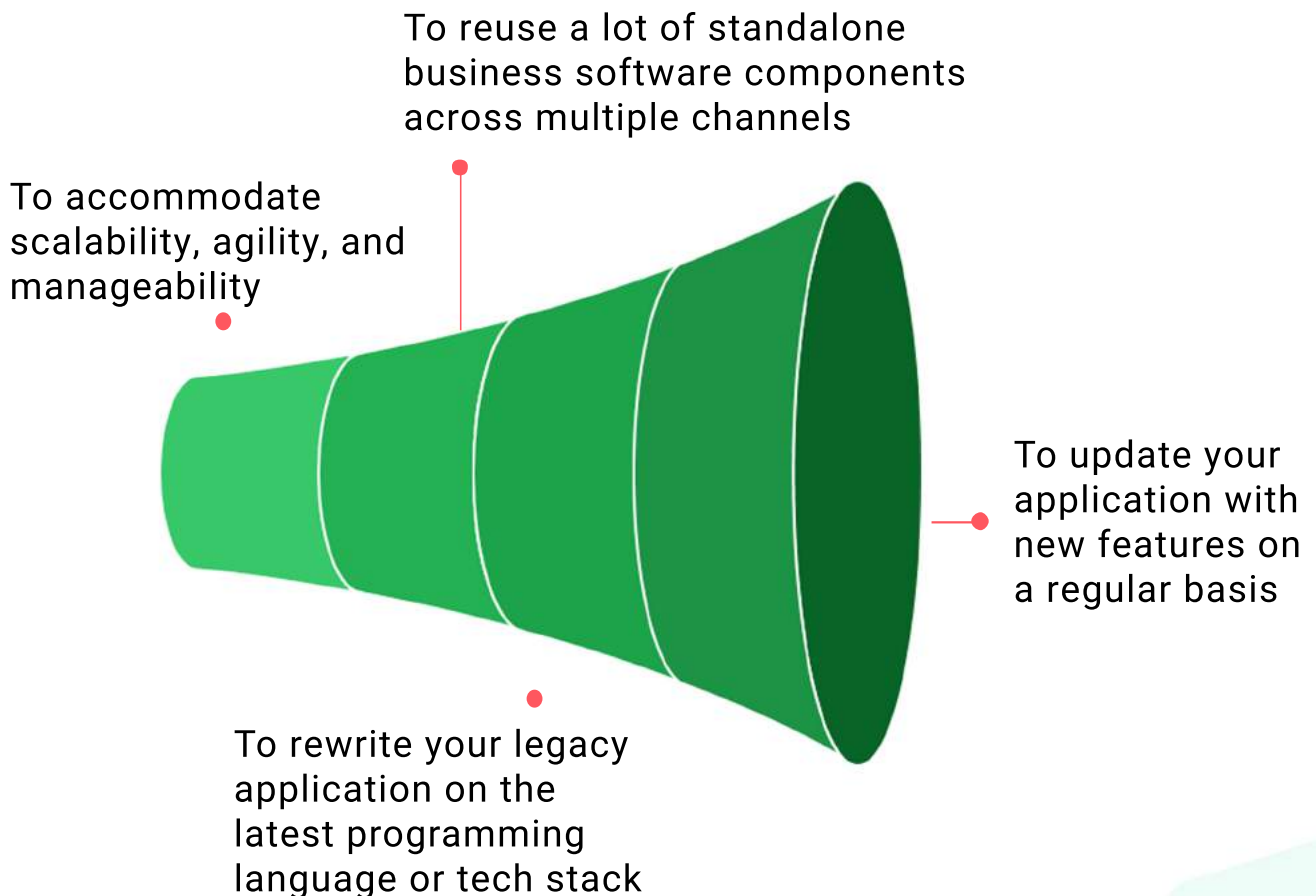 To reuse a lot of standalone
business software components
across multiple channels
To accommodate
scalability, agility, and
manageability
To update your
application with
new features on
a regular basis
To rewrite your legacy
application on the
latest programming
language or tech stack